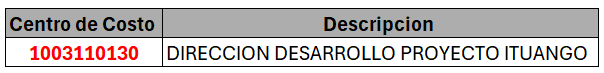 Centro de Costo Descripcion
1003110130 DIRECCION DESARROLLO PROYECTO ITUANGO